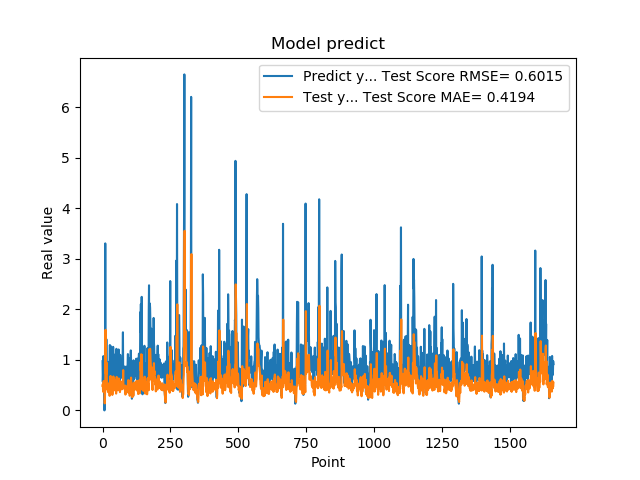 Model predict
Predict y... Test Score RMSE= 0.6015
Test y... Test Score MAE= 0.4194
Real value
6
5
4
3
2
1
0
0 250 500 750 1000 1250 1500
Point